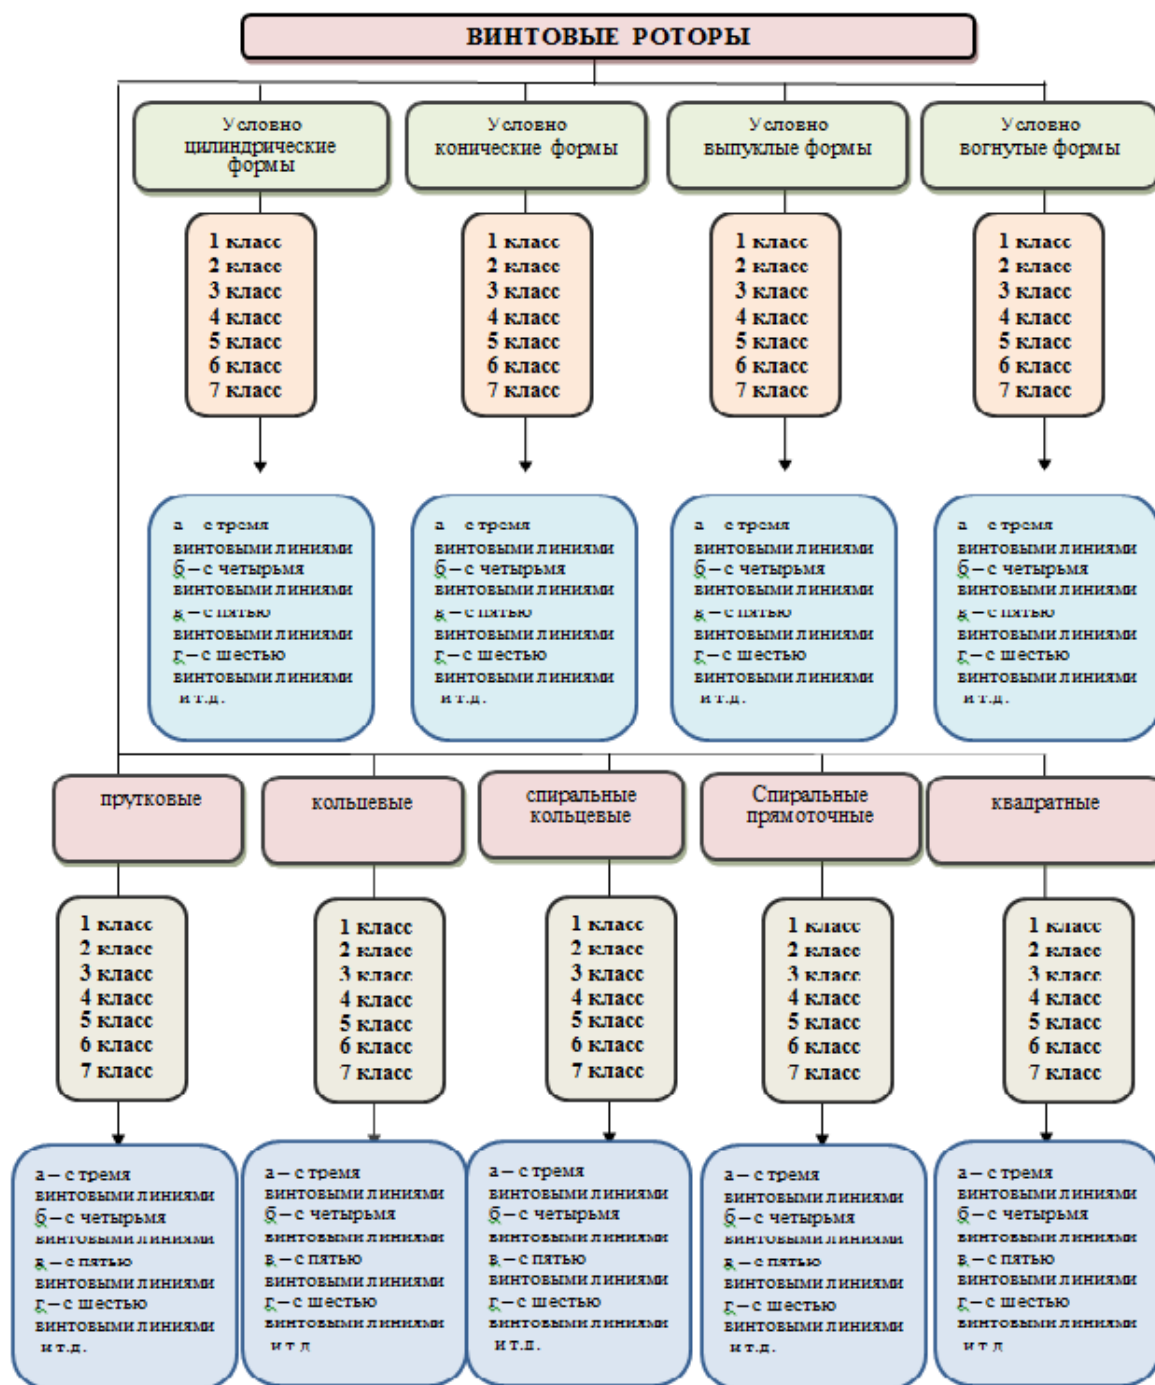 ВИНТОВЫЕ РОТОРЫ
Условно
цилиндрические
формы
Условно
конические формы
Условно
выпуклые формы
Условно
вогнутые формы
1 класс
2 класс
3 класс
4 класс
5 класс
6 класс
7 класс
1 класс
2 класс
3 класс
4 класс
5 класс
6 класс
7 класс
1 класс
2 класс
3 класс
4 класс
5 класс
6 класс
7 класс
1 класс
2 класс
3 класс
4 класс
5 класс
6 класс
7 класс
а – с тремя
винтовыми линиями
б – с четырьмя
винтовыми линиями
в – с пятью
винтовыми линиями
г – с шестью
винтовыми линиями
и т.д.
а – с тремя
винтовыми линиями
б – с четырьмя
винтовыми линиями
в – с пятью
винтовыми линиями
г – с шестью
винтовыми линиями
и т.д.
а – с тремя
винтовыми линиями
б – с четырьмя
винтовыми линиями
в – с пятью
винтовыми линиями
г – с шестью
винтовыми линиями
и т.д.
а – с тремя
винтовыми линиями
б – с четырьмя
винтовыми линиями
в – с пятью
винтовыми линиями
г – с шестью
винтовыми линиями
и т.д.
прутковые
кольцевые
спиральные
кольцевые
Спиральные
прямоточные
квадратные
1 класс
2 класс
3 класс
4 класс
5 класс
6 класс
7 класс
1 класс
2 класс
3 класс
4 класс
5 класс
6 класс
7 класс
1 класс
2 класс
3 класс
4 класс
5 класс
6 класс
7 класс
1 класс
2 класс
3 класс
4 класс
5 класс
6 класс
7 класс
1 класс
2 класс
3 класс
4 класс
5 класс
6 класс
7 класс
а – с тремя
винтовыми линиями
б – с четырьмя
винтовыми линиями
в – с пятью
винтовыми линиями
г – с шестью
винтовыми линиями
и т.д.
а – с тремя
винтовыми линиями
б – с четырьмя
винтовыми линиями
в – с пятью
винтовыми линиями
г – с шестью
винтовыми линиями
и т д
а – с тремя
винтовыми линиями
б – с четырьмя
винтовыми линиями
в – с пятью
винтовыми линиями
г – с шестью
винтовыми линиями
и т.д.
а – с тремя
винтовыми линиями
б – с четырьмя
винтовыми линиями
в – с пятью
винтовыми линиями
г – с шестью
винтовыми линиями
и т.д.
а – с тремя
винтовыми линиями
б – с четырьмя
винтовыми линиями
в – с пятью
винтовыми линиями
г – с шестью
винтовыми линиями
и т д